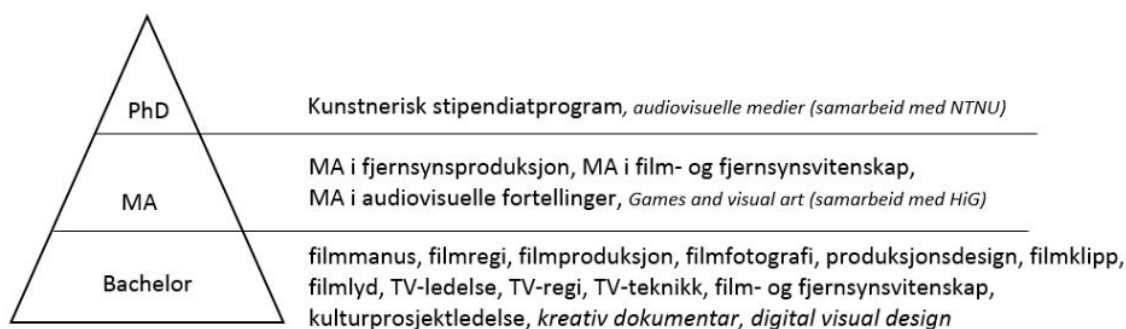 PhD
Kunstnerisk stipendiatprogram, audiovisuelle medier (samarbeid med NTNU)
MA
MA i fjernsynsproduksjon, MA i film- og fjernsynsvitenskap,
MA i audiovisuelle fortellinger, Games and visual art (samarbeid med HiG)
Bachelor
filmmanus, filmregi, filmproduksjon, filmfotografi, produksjonsdesign, filmklipp,
filmlyd, TV-ledelse, TV-regi, TV-teknikk, film- og fjernsynsvitenskap,
kulturprosjektledelse, kreativ dokumentar, digital visual design